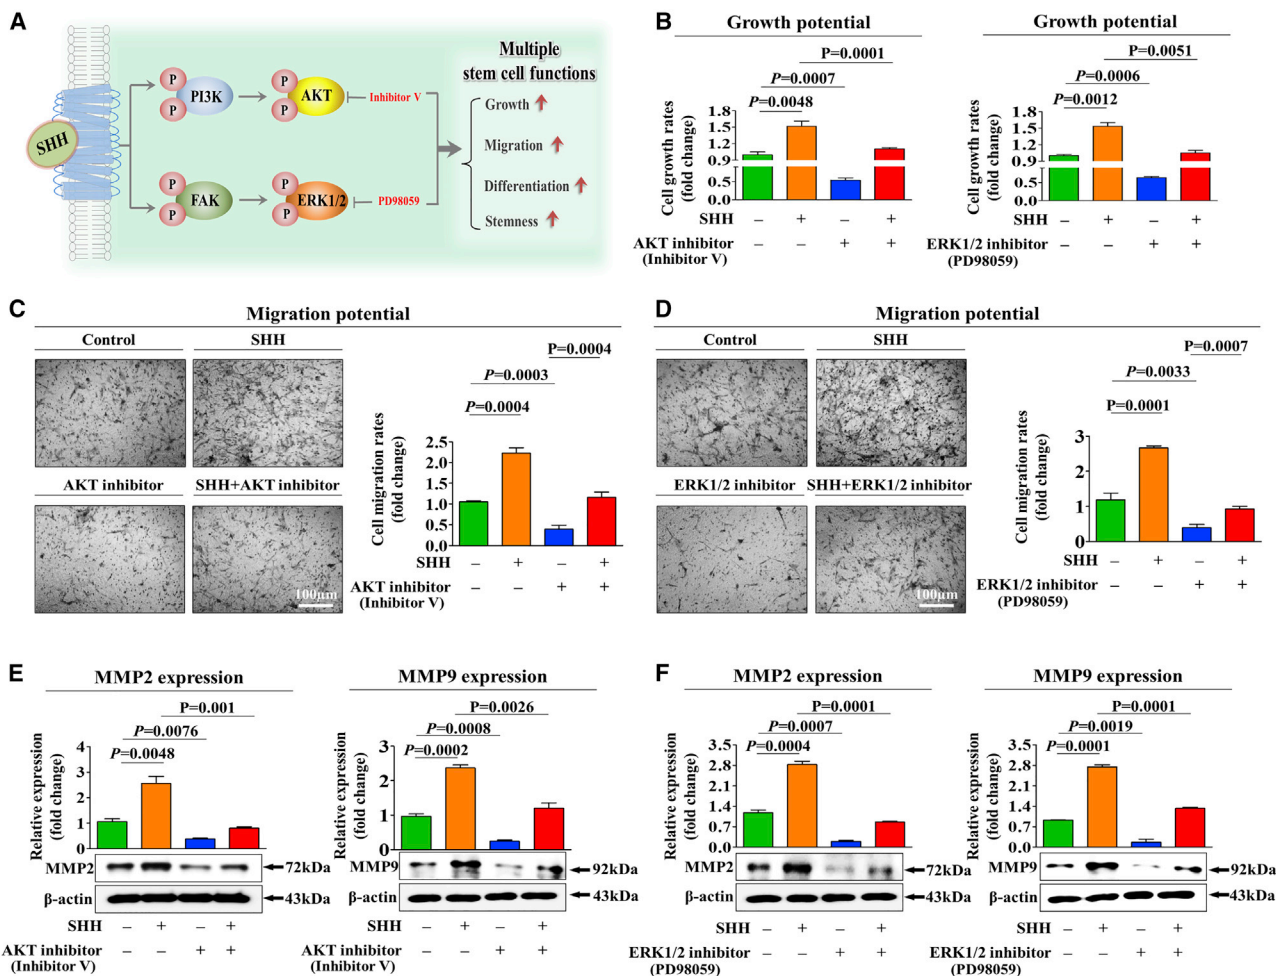 A
SHH
P
P
PI3K
P
P
AKT
Inhibitor V
P
P
FAK
P
P
ERK1/2
PD98059
Multiple
stem cell functions
Growth
Migration
Differentiation
Stemness
B
Growth potential
P=0.0001
P=0.0007
P=0.0048
Cell growth rates
(fold change)
1.8
1.5
1.2
0.9
0.5
0.0
SHH – + – +
AKT inhibitor – – + +
(Inhibitor V)
Growth potential
P=0.0051
P=0.0006
P=0.0012
Cell growth rates
(fold change)
1.8
1.5
1.2
0.9
0.5
0.0
SHH – + – +
ERK1/2 inhibitor – – + +
(PD98059)
C
Migration potential
Control
SHH
AKT inhibitor
SHH+AKT inhibitor
100μm
P=0.0004
P=0.0003
P=0.0004
Cell migration rates
(fold change)
2.5
2.0
1.5
1.0
0.5
0.0
SHH – + – +
AKT inhibitor – – + +
(Inhibitor V)
D
Migration potential
Control
SHH
ERK1/2 inhibitor
SHH+ERK1/2 inhibitor
100μm
P=0.0007
P=0.0033
P=0.0001
Cell migration rates
(fold change)
3
2
1
0
SHH – + – +
ERK1/2 inhibitor – – + +
(PD98059)
E
MMP2 expression
P=0.001
P=0.0076
P=0.0048
Relative expression
(fold change)
4
3
2
1
0
MMP2 72kDa
β-actin 43kDa
SHH – + – +
AKT inhibitor – – + +
(Inhibitor V)
MMP9 expression
P=0.0026
P=0.0008
P=0.0002
Relative expression
(fold change)
3
2
1
0
MMP9 92kDa
β-actin 43kDa
SHH – + – +
AKT inhibitor – – + +
(Inhibitor V)
F
MMP2 expression
P=0.0001
P=0.0007
P=0.0004
Relative expression
(fold change)
3.5
2.8
2.1
1.4
0.7
0
MMP2 72kDa
β-actin 43kDa
SHH – + – +
ERK1/2 inhibitor – – + +
(PD98059)
MMP9 expression
P=0.0001
P=0.0019
P=0.0001
Relative expression
(fold change)
3.5
2.8
2.1
1.4
0.7
0
MMP9 92kDa
β-actin 43kDa
SHH – + – +
ERK1/2 inhibitor – – + +
(PD98059)